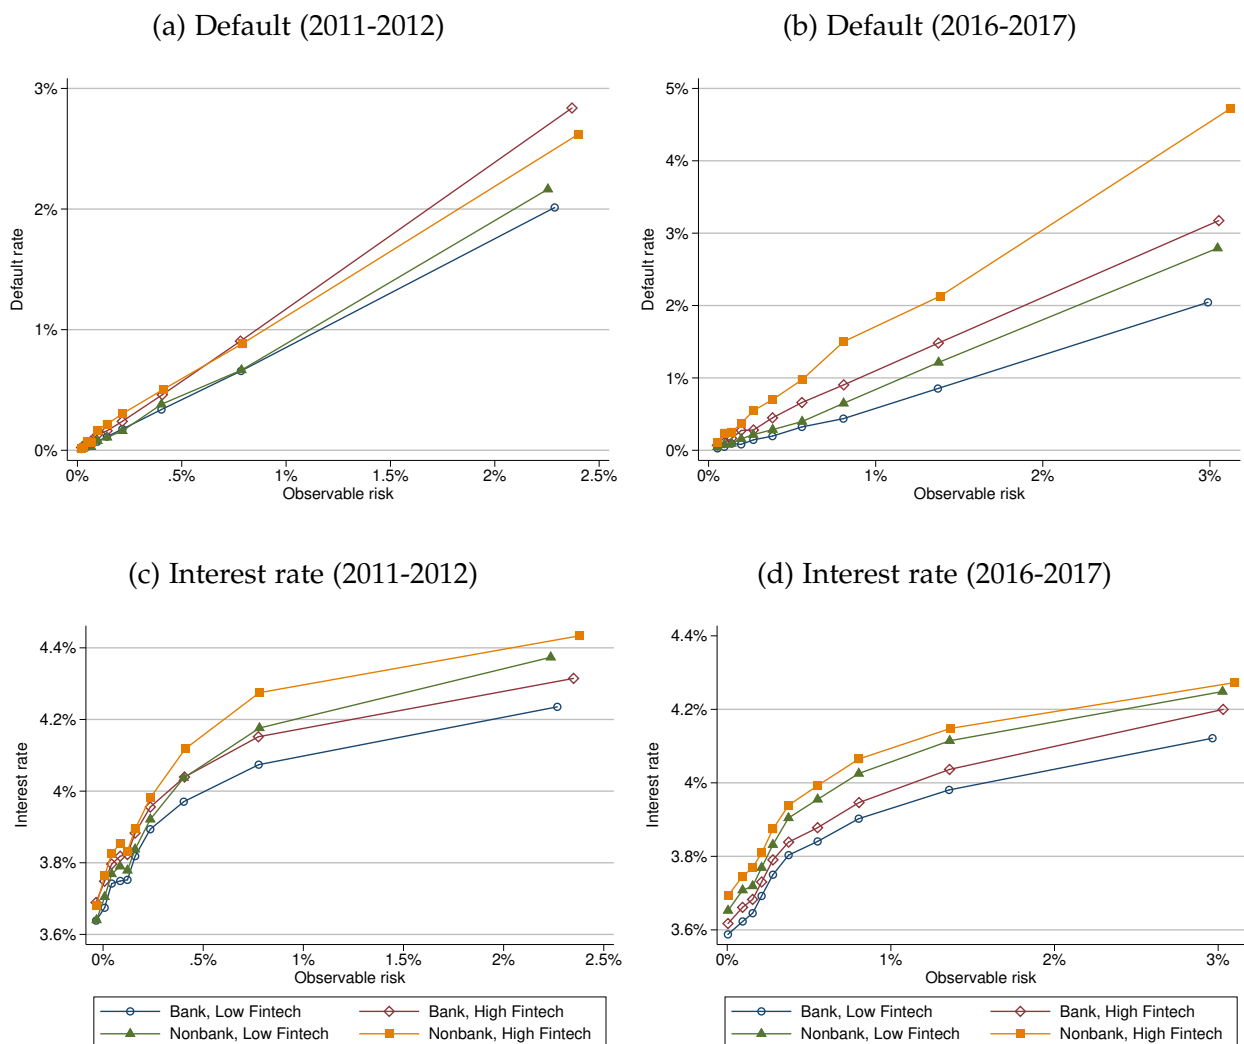 (a) Default (2011-2012)
3%
2%
1%
0%
Default rate
0%
.5%
1%
1.5%
2%
2.5%
Observable risk
(b) Default (2016-2017)
5%
4%
3%
2%
1%
0%
Default rate
0%
1%
2%
3%
Observable risk
(c) Interest rate (2011-2012)
4.4%
4.2%
4%
3.8%
3.6%
Interest rate
0%
.5%
1%
1.5%
2%
2.5%
Observable risk
Bank, Low Fintech
Bank, High Fintech
Nonbank, Low Fintech
Nonbank, High Fintech
(d) Interest rate (2016-2017)
4.4%
4.2%
4%
3.8%
3.6%
Interest rate
0%
1%
2%
3%
Observable risk
Bank, Low Fintech
Bank, High Fintech
Nonbank, Low Fintech
Nonbank, High Fintech